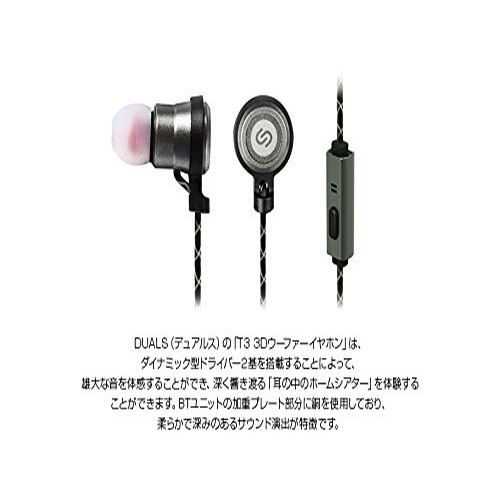 DUALS（デュアルス）の「T3 3Dウーファーイヤホン」は、
ダイナミック型ドライバー2基を搭載することによって、
雄大な音を体感することができ、深く響き渡る「耳の中のホームシアター」を体験する
ことができます。BTユニットの加重プレート部分に銅を使用しており、
柔らかで深みのあるサウンド演出が特徴です。